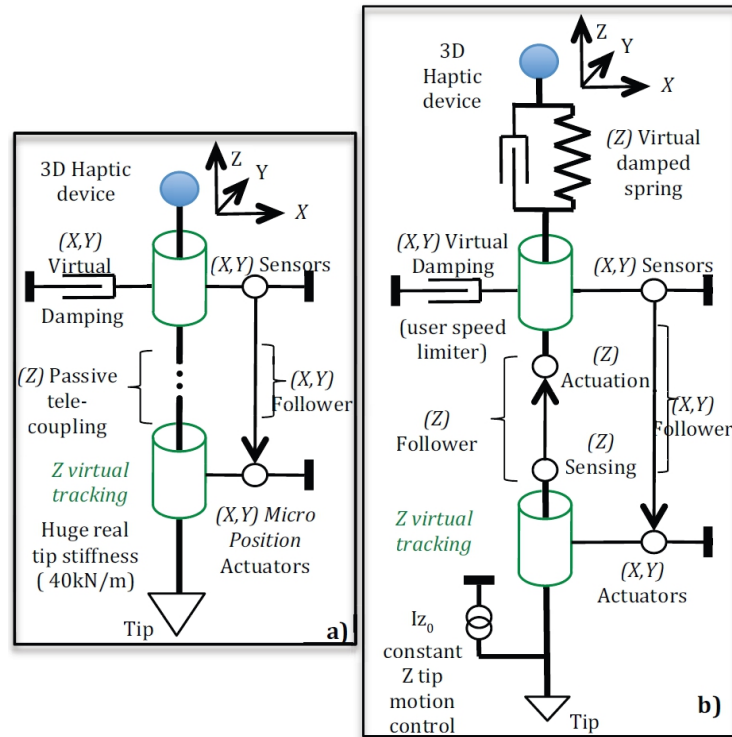 3D Haptic
device
Z
Y
X
(X,Y)
Virtual
Damping
(X,Y) Sensors
(Z) Passive
tele-
coupling
(X,Y)
Follower
Z virtual
tracking
Huge real
tip stiffness
( 40kN/m)
(X,Y) Micro
Position
Actuators
Tip
a)
3D
Haptic
device
Z
Y
X
(Z) Virtual
damped
spring
(X,Y) Virtual
Damping
(user speed
limiter)
(X,Y) Sensors
(Z)
Actuation
(Z)
Follower
(X,Y)
Follower
(Z)
Sensing
Z virtual
tracking
(X,Y)
Actuators
Iz0
constant
Z tip
motion
control
Tip
b)